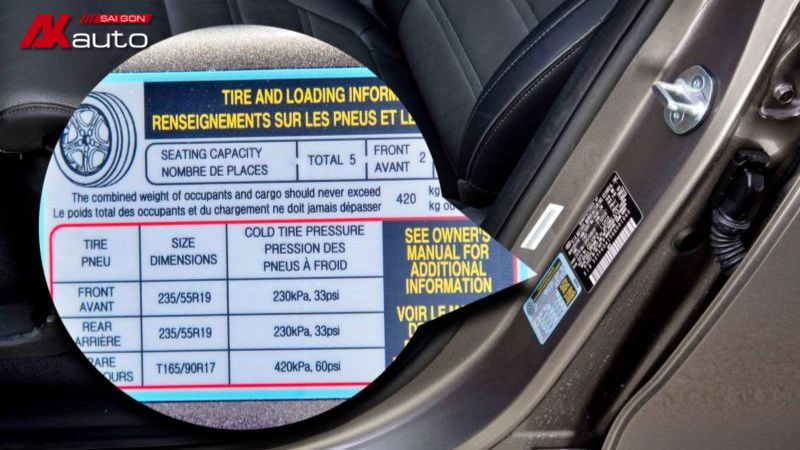 SAI GON
AKauto
TIRE AND LOADING INFORM
RENSEIGNEMENTS SUR LES PNEUS ET LE
SEATING CAPACITY
NOMBRE DE PLACES
TOTAL 5
FRONT
AVANT 2
The combined weight of occupants and cargo should never exceed
Le poids total des occupants et du chargement ne doit jamais dépasser
420
kg
kg ou
TIRE
PNEU
SIZE
DIMENSIONS
COLD TIRE PRESSURE
PRESSION DES
PNEUS À FROID
SEE OWNER'S
MANUAL FOR
ADDITIONAL
INFORMATION
VOIR LE M
FRONT
AVANT
235/55R19
230kPa, 33psi
REAR
ARRIÈRE
235/55R19
230kPa, 33psi
T165/90R17
420kPa, 60psi